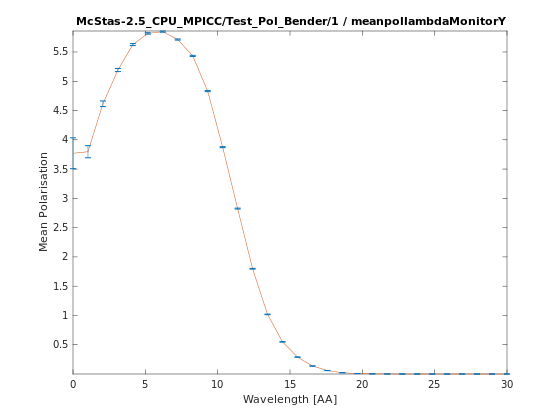 McStas-2.5_CPU_MPICC/Test_Pol_Bender/1 / meanpollambdaMonitorY
5.5
5
4.5
4
3.5
3
2.5
2
1.5
1
0.5
Mean Polarisation
0 5 10 15 20 25 30
Wavelength [AA]